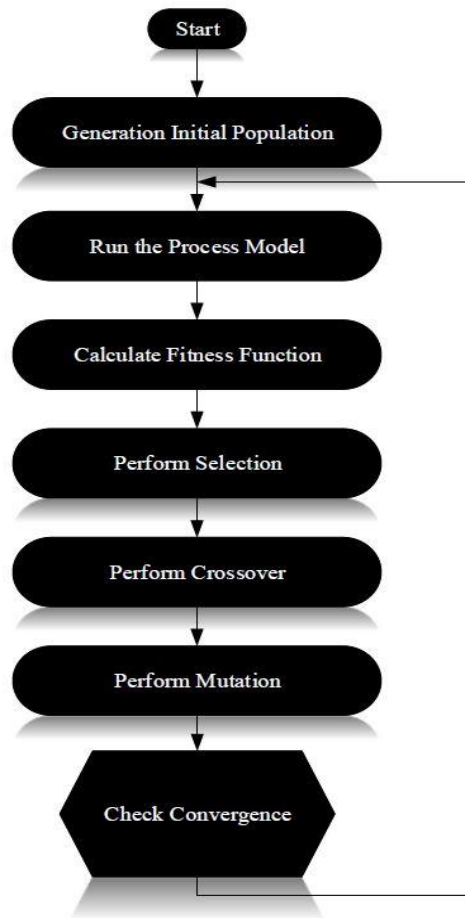 Start
Generation Initial Population
Run the Process Model
Calculate Fitness Function
Perform Selection
Perform Crossover
Perform Mutation
Check Convergence